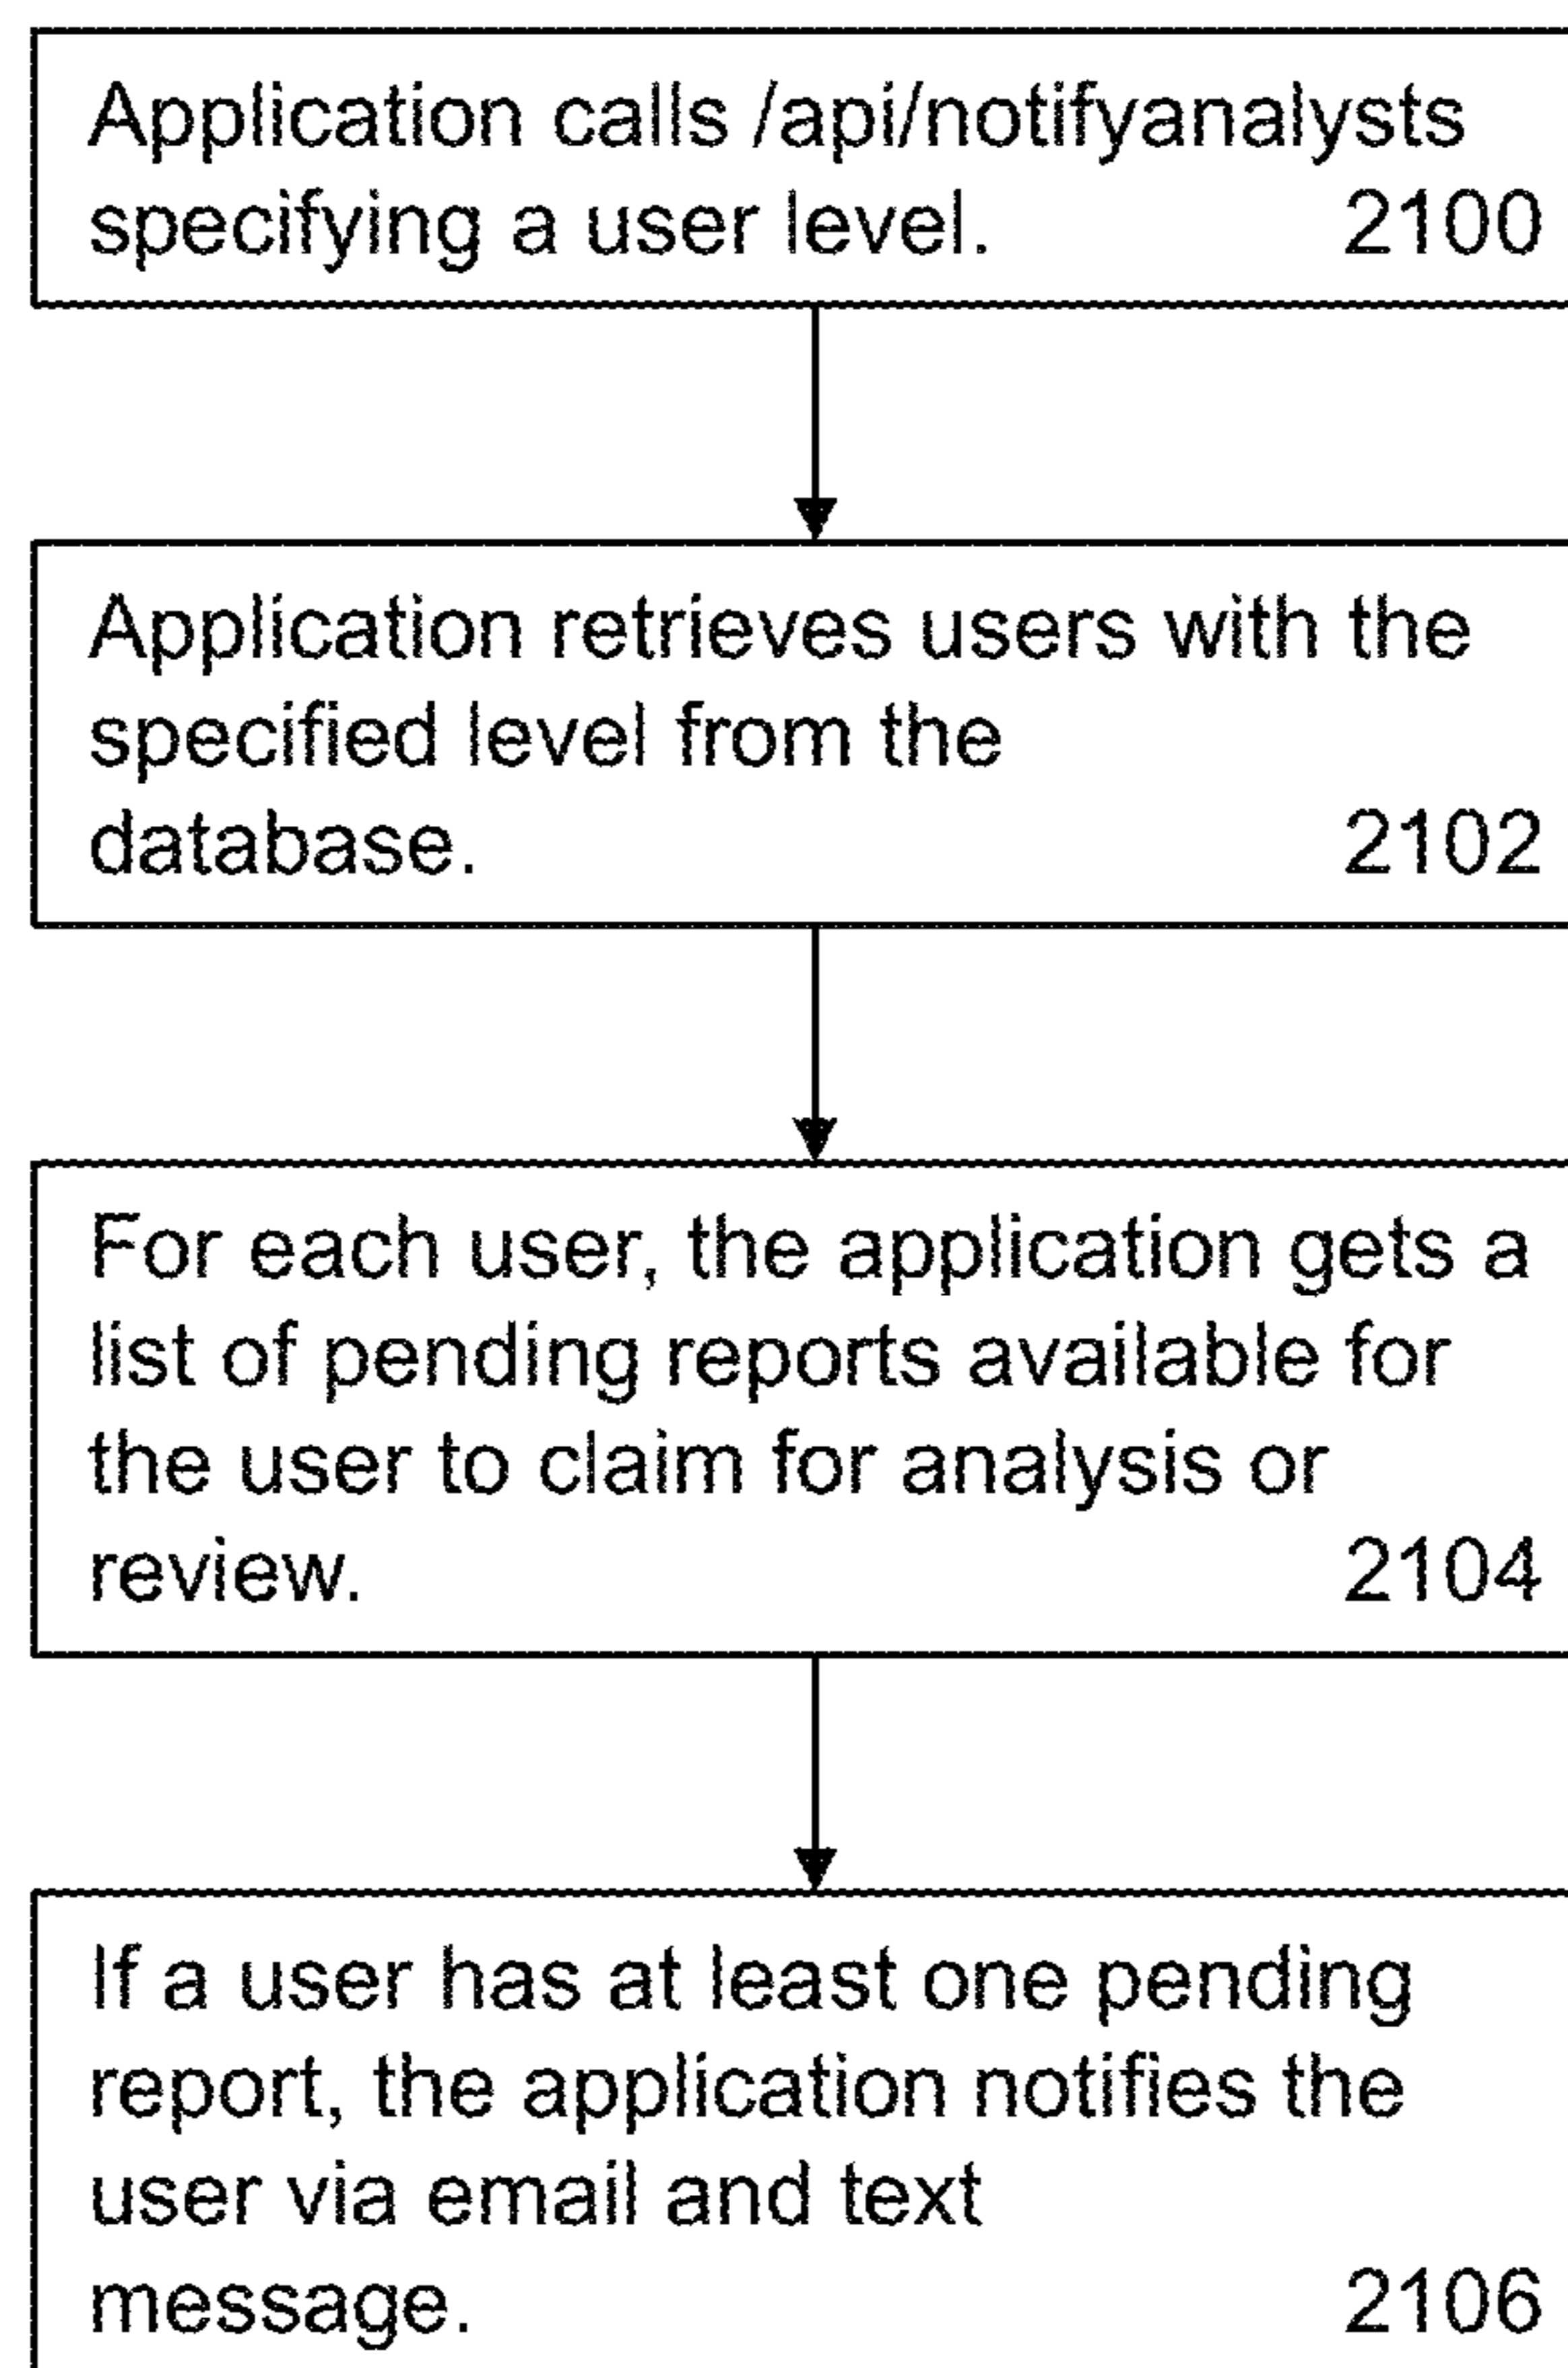 Application calls /api/notifyanalysts
specifying a user level. 2100
Application retrieves users with the
specified level from the
database. 2102
For each user, the application gets a
list of pending reports available for
the user to claim for analysis or
review. 2104
If a user has at least one pending
report, the application notifies the
user via email and text
message. 2106